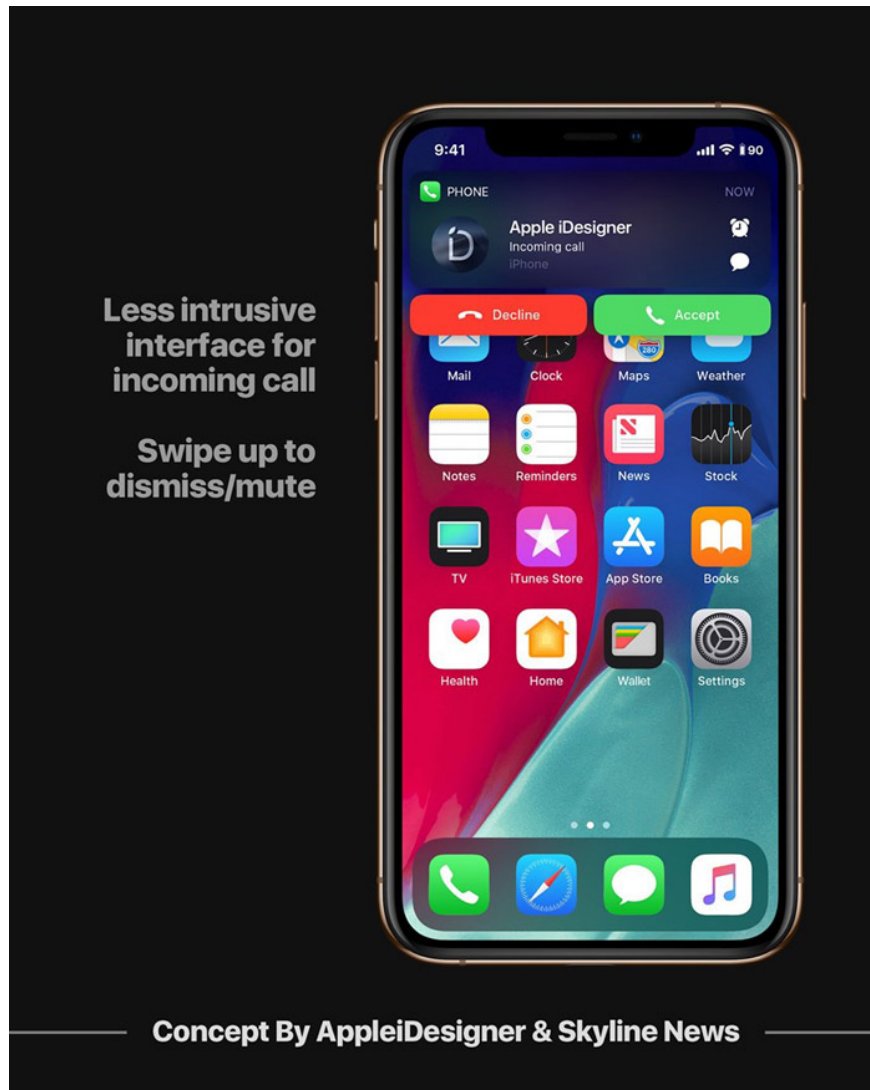 9:41
90
PHONE
NOW
Apple iDesigner
Incoming call
iPhone
Decline
Accept
280
Mail
Clock
Maps
Weather
Less intrusive
interface for
incoming call
Swipe up to
dismiss/mute
Notes
Reminders
News
Stock
TV
iTunes Store
App Store
Books
Health
Home
Wallet
Settings
Concept By AppleiDesigner & Skyline News